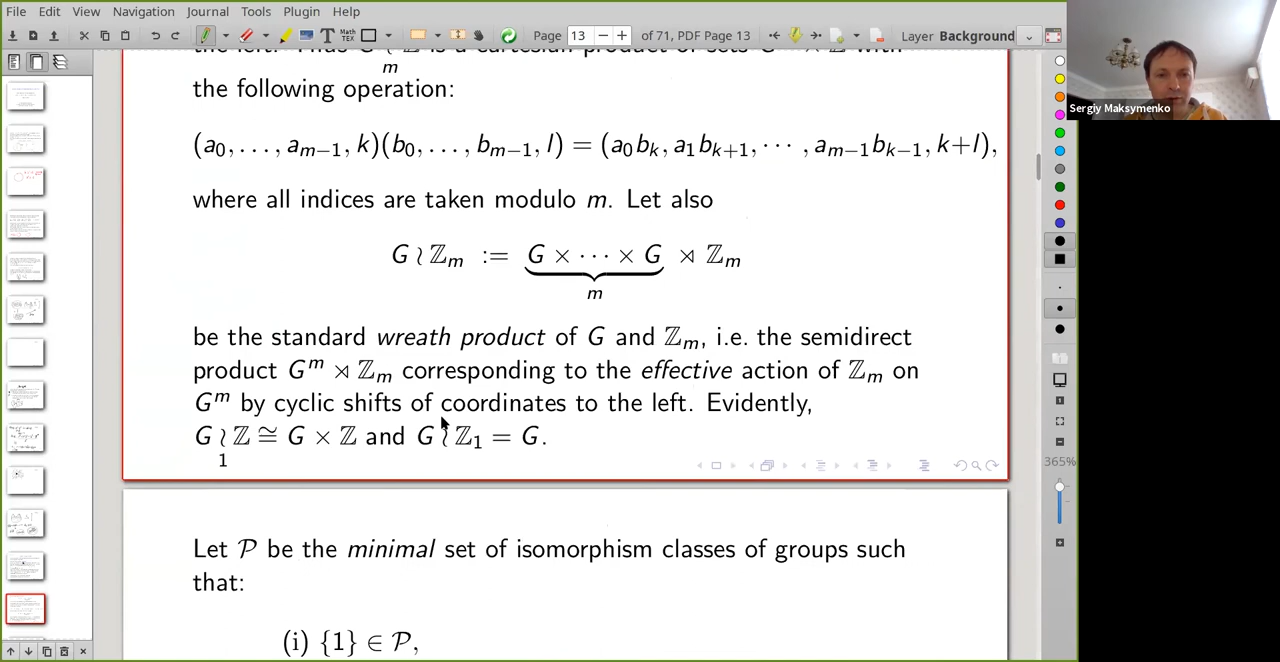 File Edit View Navigation Journal Tools Plugin Help
Page 13 of 71, PDF Page 13 Layer Background
Sergiy Maksymenko
m
the following operation:
(a₀, . . . , aₘ₋₁, k)(b₀, . . . , bₘ₋₁, l) = (a₀bₖ, a₁bₖ₊₁, · · · , aₘ₋₁bₖ₋₁, k+l),
where all indices are taken modulo m. Let also
G ≀ ℤₘ := G × · · · × G ⋊ ℤₘ
m
be the standard wreath product of G and ℤₘ, i.e. the semidirect
product Gᵐ ⋊ ℤₘ corresponding to the effective action of ℤₘ on
Gᵐ by cyclic shifts of coordinates to the left. Evidently,
G ≀ ℤ ≅ G × ℤ and G ≀ ℤ₁ = G.
1
365%
Let 𝒫 be the minimal set of isomorphism classes of groups such
that:
(i) {1} ∈ 𝒫,